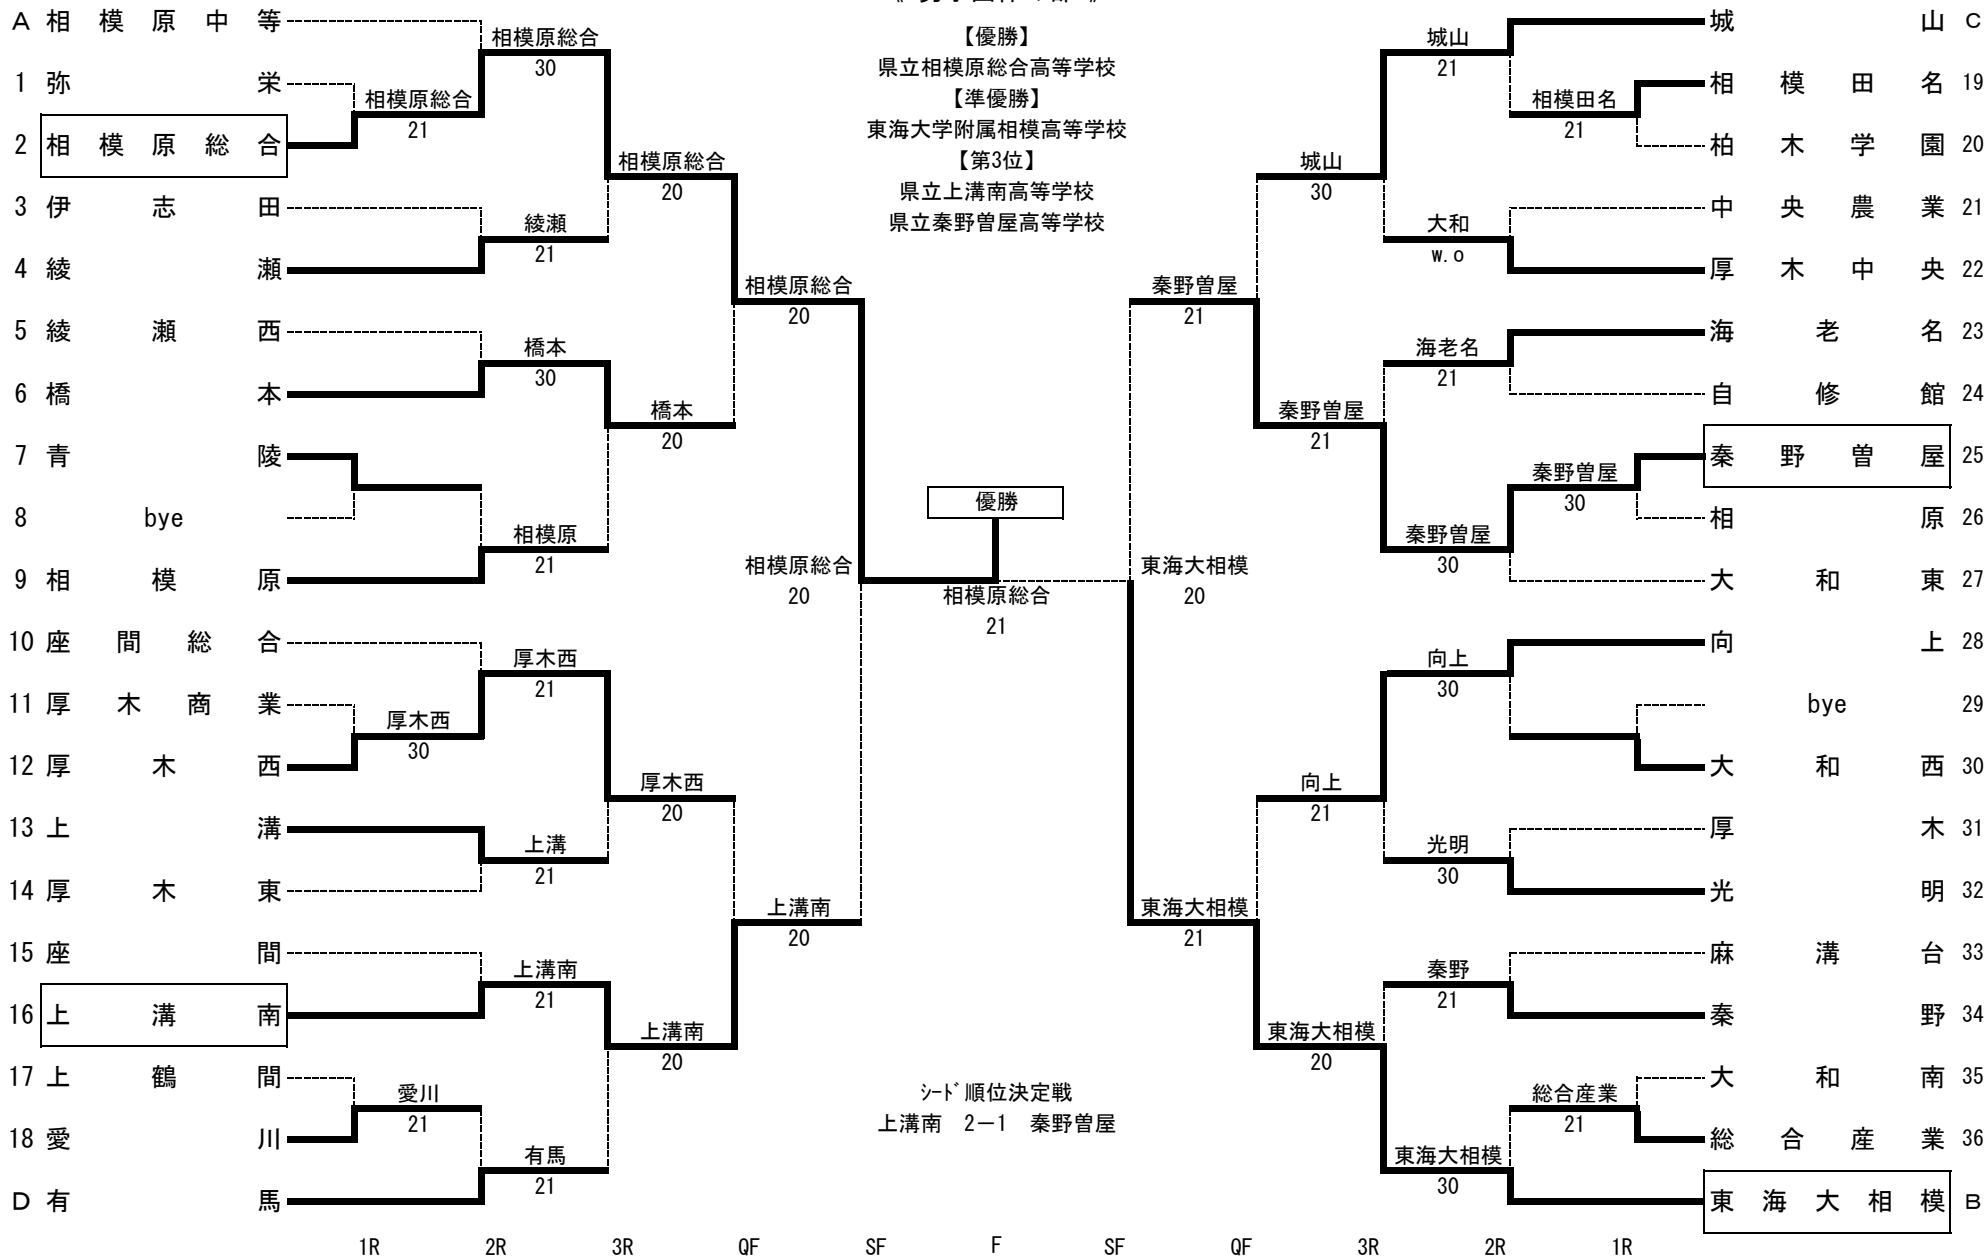 A 相模原中等
1 弥栄
2 相模原総合
3 伊志田
4 綾瀬
5 綾瀬西
6 橋本
7 青陵
8 bye
9 相模原
10 座間総合
11 厚木商業
12 厚木西
13 上溝
14 厚木東
15 座間
16 上溝南
17 上鶴間
18 愛川
D 有馬
相模原総合
21
厚木西
30
愛川
21
相模原総合
30
綾瀬
21
橋本
30
相模原
21
厚木西
21
上溝
21
上溝南
21
有馬
21
相模原総合
20
橋本
20
厚木西
20
上溝南
20
相模原総合
20
上溝南
20
相模原総合
20
【優勝】
県立相模原総合高等学校
【準優勝】
東海大学附属相模高等学校
【第3位】
県立上溝南高等学校
県立秦野曽屋高等学校
優勝
相模原総合
21
シード順位決定戦
上溝南 2-1 秦野曽屋
東海大相模
20
秦野曽屋
21
東海大相模
21
城山
30
秦野曽屋
21
向上
21
東海大相模
20
城山
21
大和
w.o
海老名
21
秦野曽屋
30
向上
30
光明
30
秦野
21
東海大相模
30
相模田名
21
秦野曽屋
30
総合産業
21
城山 C
相模田名 19
柏木学園 20
中央農業 21
厚木中央 22
海老名 23
自修館 24
秦野曽屋 25
相原 26
大和東 27
向上 28
bye 29
大和西 30
厚木 31
光明 32
麻溝台 33
秦野 34
大和南 35
総合産業 36
東海大相模 B
1R 2R 3R QF SF F SF QF 3R 2R 1R